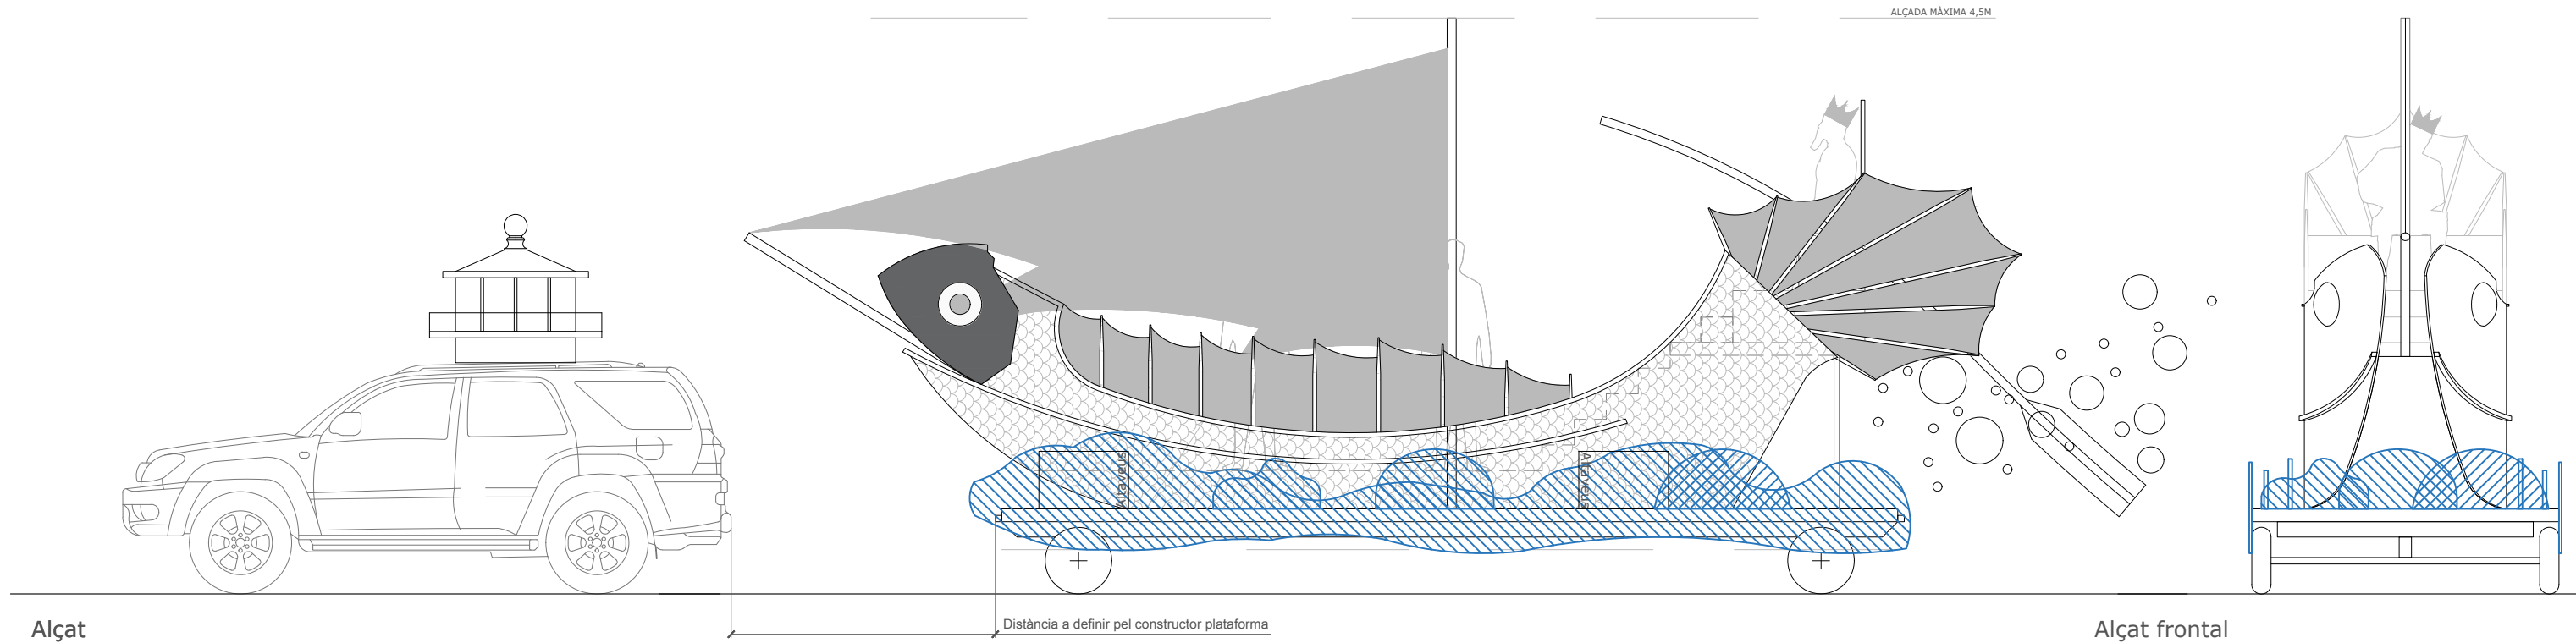 ALÇADA MÀXIMA 4,5M
Altaveus
Altaveus
Distància a definir pel constructor plataforma
Alçat
Alçat frontal